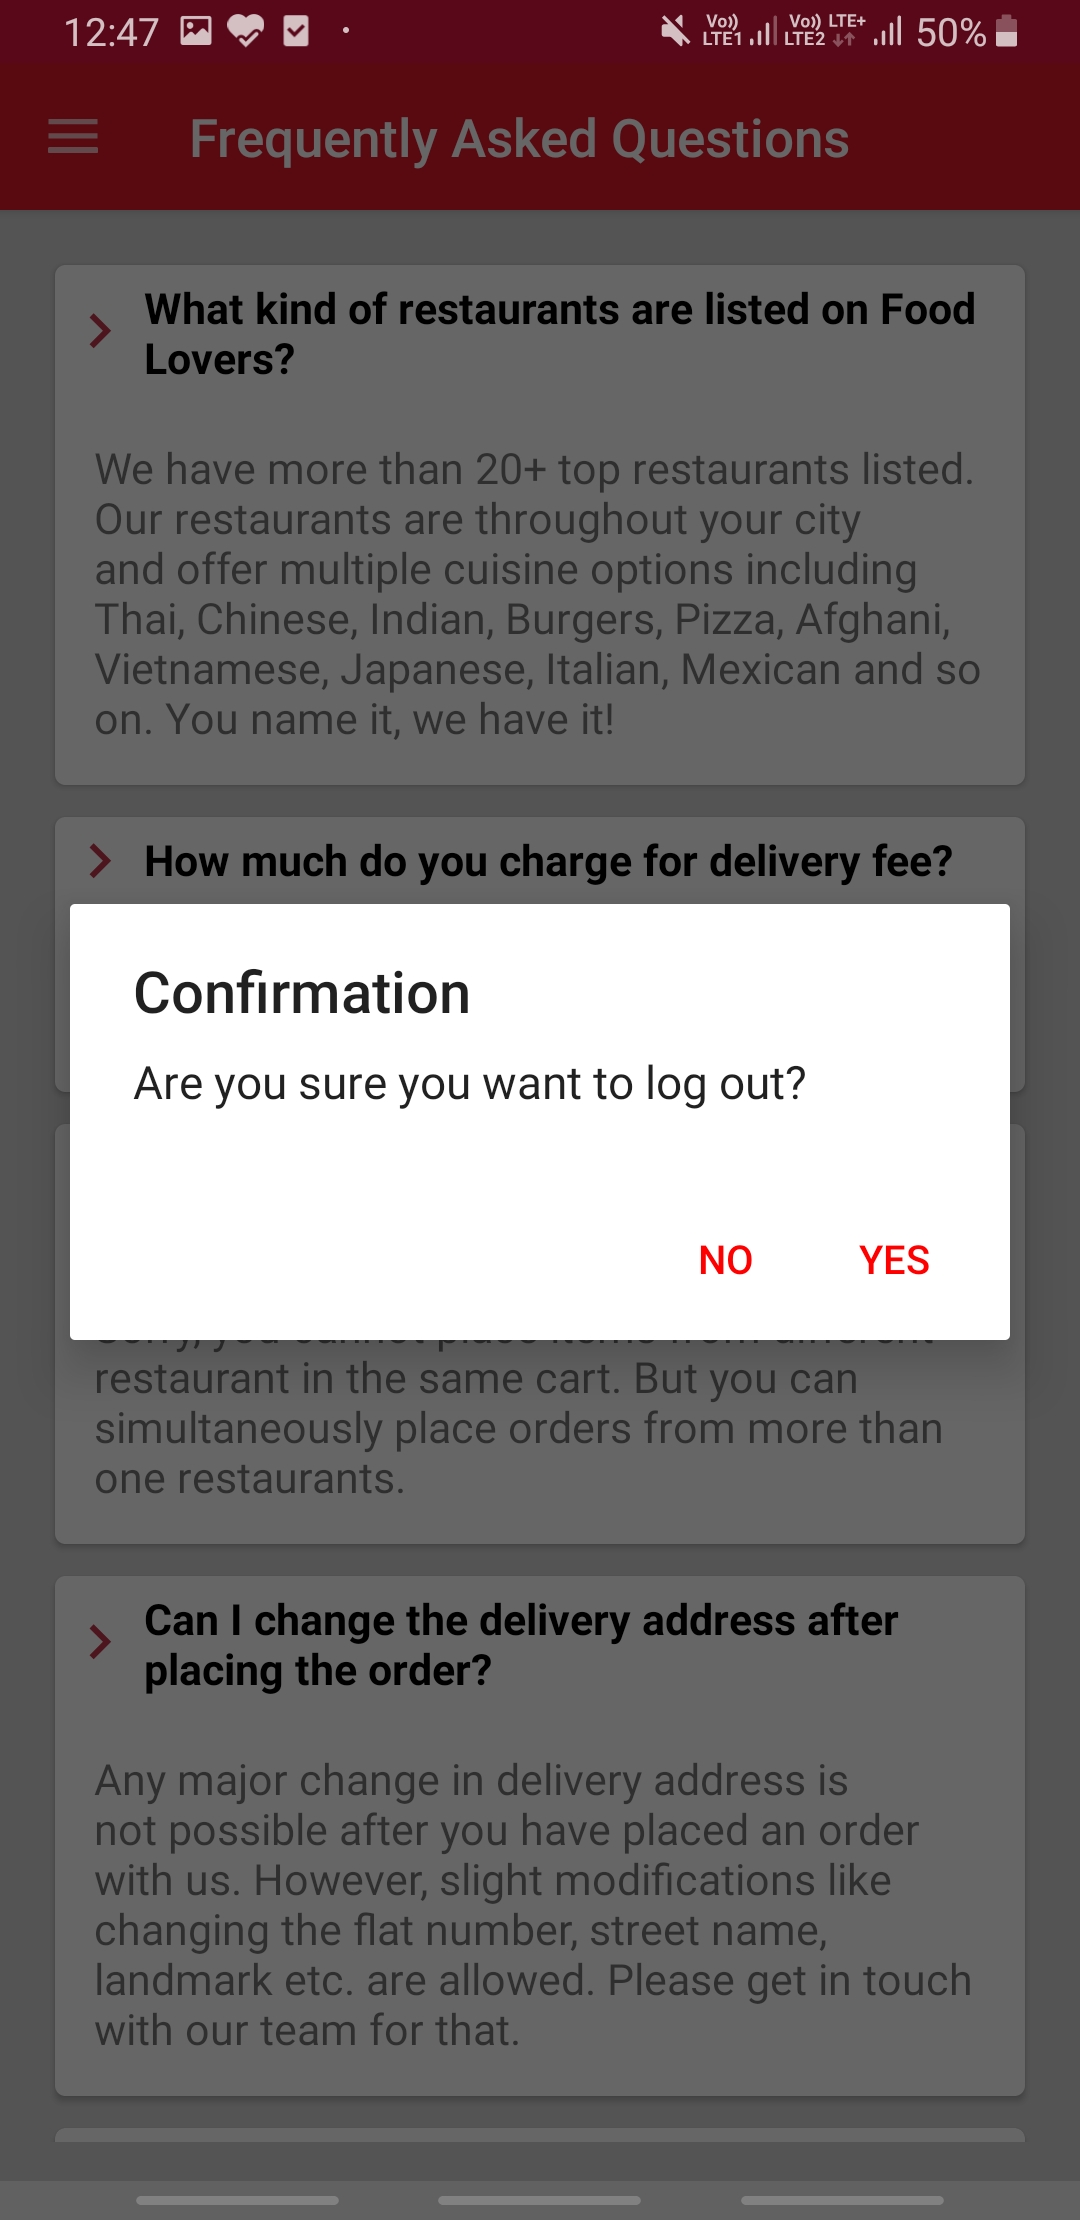 12:47
Vo)) LTE1 Vo)) LTE2 LTE+ 50%
Frequently Asked Questions
What kind of restaurants are listed on Food
Lovers?
We have more than 20+ top restaurants listed.
Our restaurants are throughout your city
and offer multiple cuisine options including
Thai, Chinese, Indian, Burgers, Pizza, Afghani,
Vietnamese, Japanese, Italian, Mexican and so
on. You name it, we have it!
How much do you charge for delivery fee?
Confirmation
Are you sure you want to log out?
NO YES
Sorry, you cannot place items from different
restaurant in the same cart. But you can
simultaneously place orders from more than
one restaurants.
Can I change the delivery address after
placing the order?
Any major change in delivery address is
not possible after you have placed an order
with us. However, slight modifications like
changing the flat number, street name,
landmark etc. are allowed. Please get in touch
with our team for that.